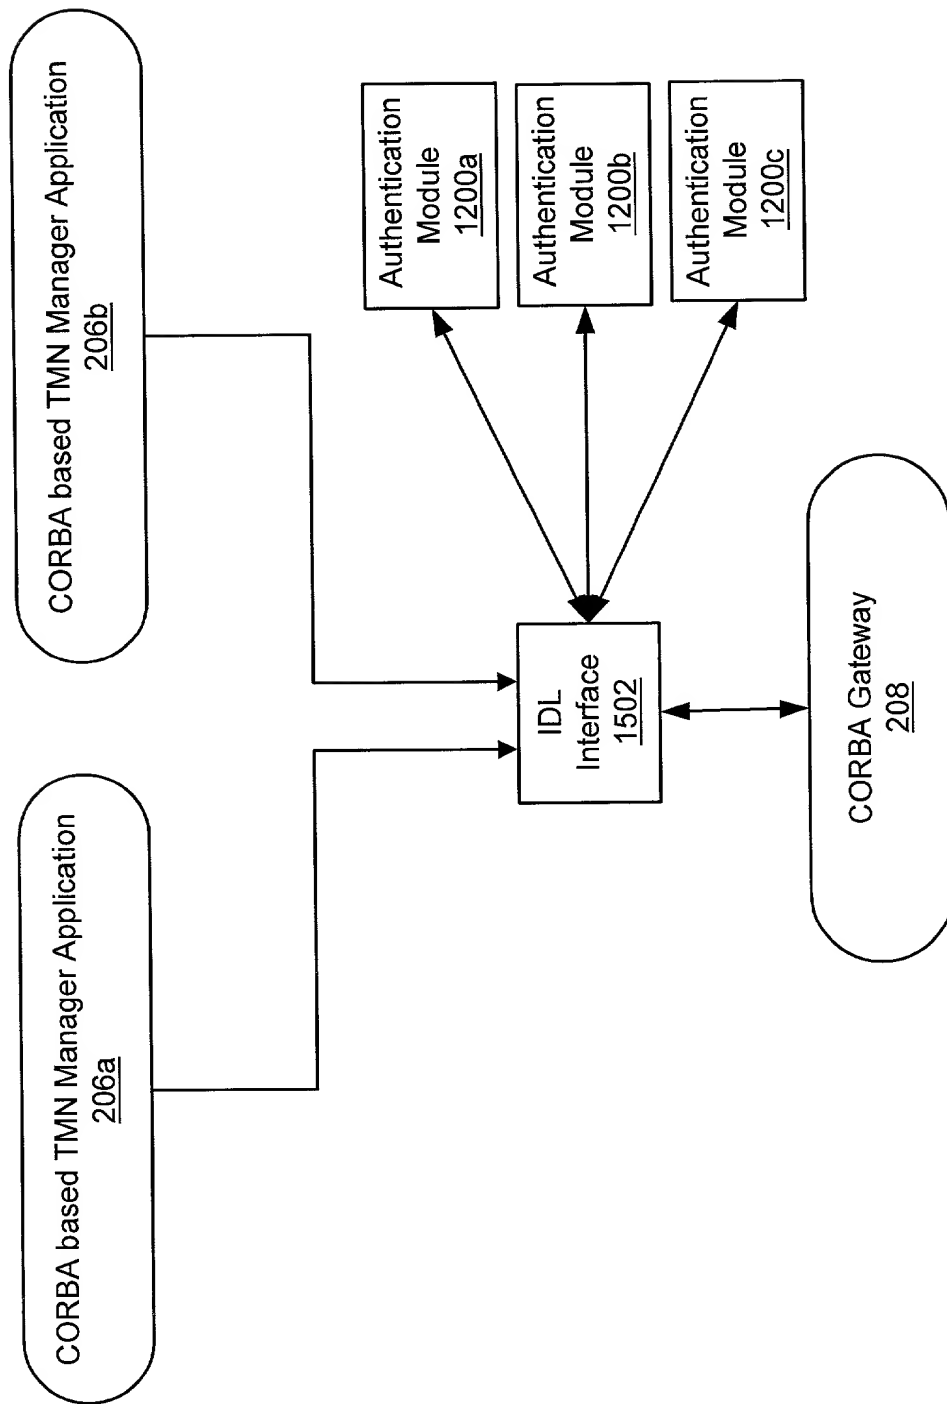 CORBA based TMN Manager Application
206a
CORBA based TMN Manager Application
206b
IDL
Interface
1502
Authentication
Module
1200a
Authentication
Module
1200b
Authentication
Module
1200c
CORBA Gateway
208